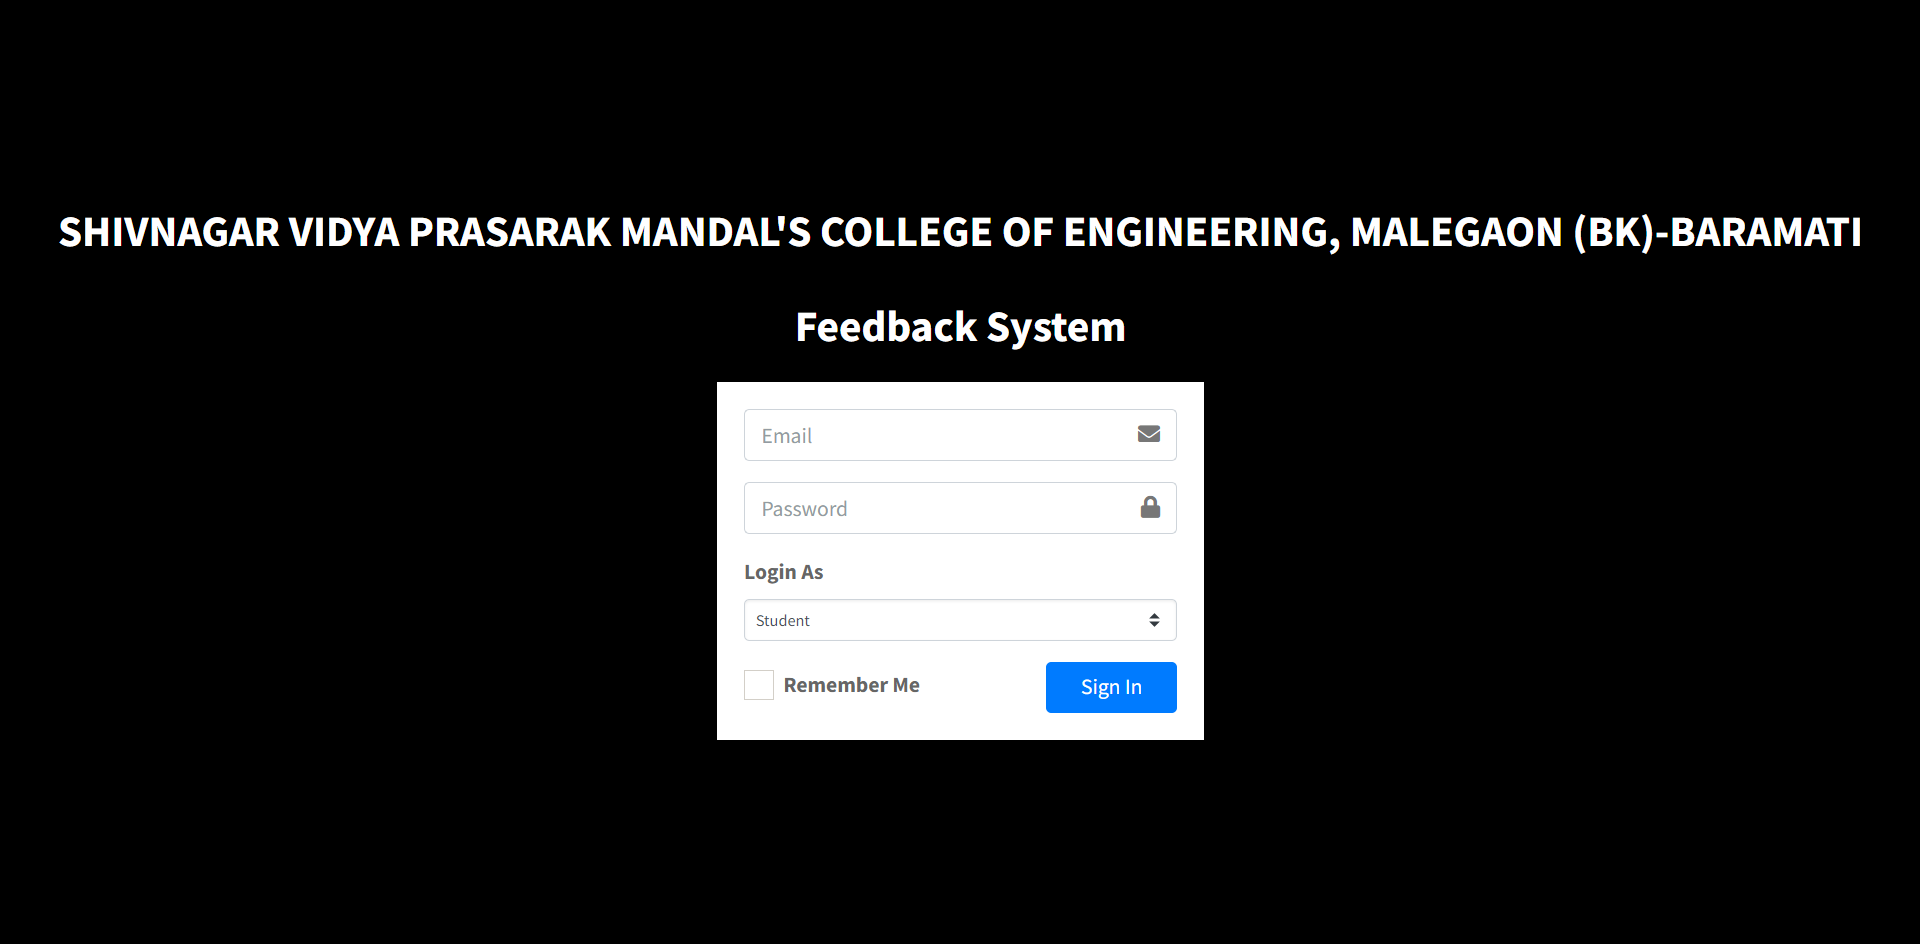 SHIVNAGAR VIDYA PRASARAK MANDAL'S COLLEGE OF ENGINEERING, MALEGAON (BK)-BARAMATI
Feedback System
Email
Password
Login As
Student
Remember Me
Sign In